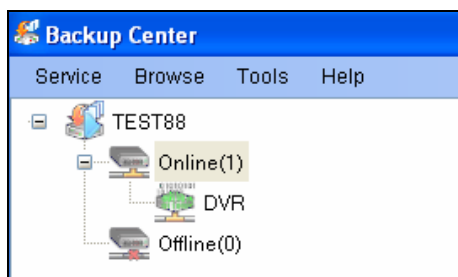 Backup Center
Service Browse Tools Help
TEST88
Online(1)
DVR
Offline(0)